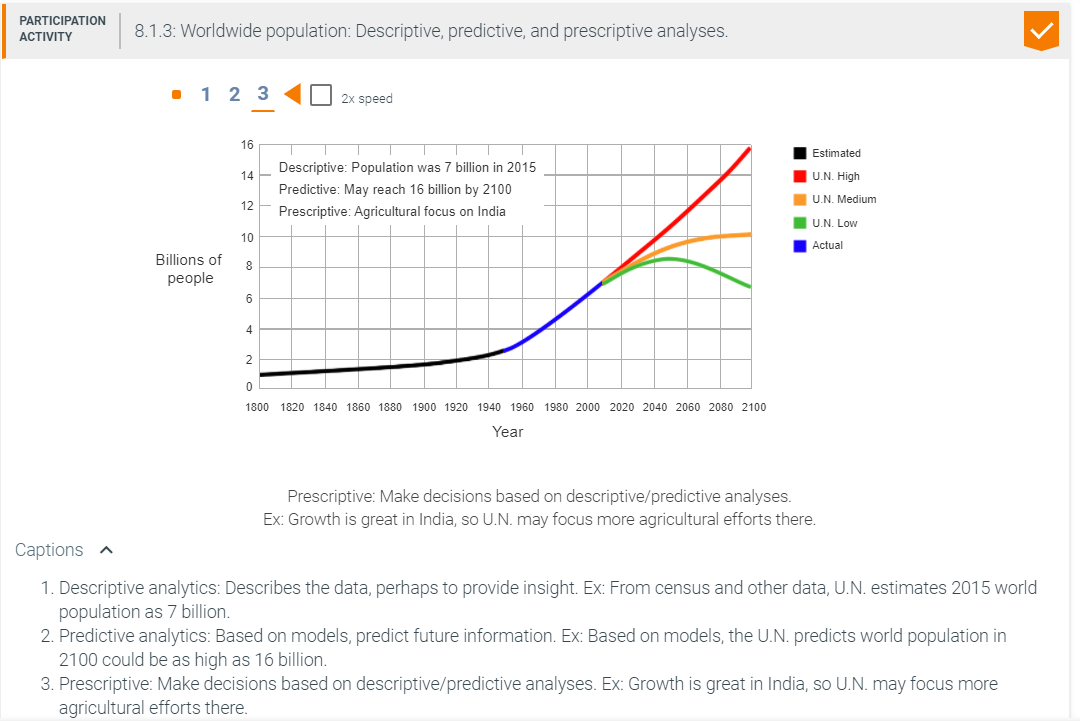 PARTICIPATION
ACTIVITY
8.1.3: Worldwide population: Descriptive, predictive, and prescriptive analyses.
1 2 3 2x speed
16
14
12
10
8
6
4
2
0
Descriptive: Population was 7 billion in 2015
Predictive: May reach 16 billion by 2100
Prescriptive: Agricultural focus on India
Billions of
people
1800 1820 1840 1860 1880 1900 1920 1940 1960 1980 2000 2020 2040 2060 2080 2100
Year
Estimated
U.N. High
U.N. Medium
U.N. Low
Actual
Prescriptive: Make decisions based on descriptive/predictive analyses.
Ex: Growth is great in India, so U.N. may focus more agricultural efforts there.
Captions
1. Descriptive analytics: Describes the data, perhaps to provide insight. Ex: From census and other data, U.N. estimates 2015 world
population as 7 billion.
2. Predictive analytics: Based on models, predict future information. Ex: Based on models, the U.N. predicts world population in
2100 could be as high as 16 billion.
3. Prescriptive: Make decisions based on descriptive/predictive analyses. Ex: Growth is great in India, so U.N. may focus more
agricultural efforts there.